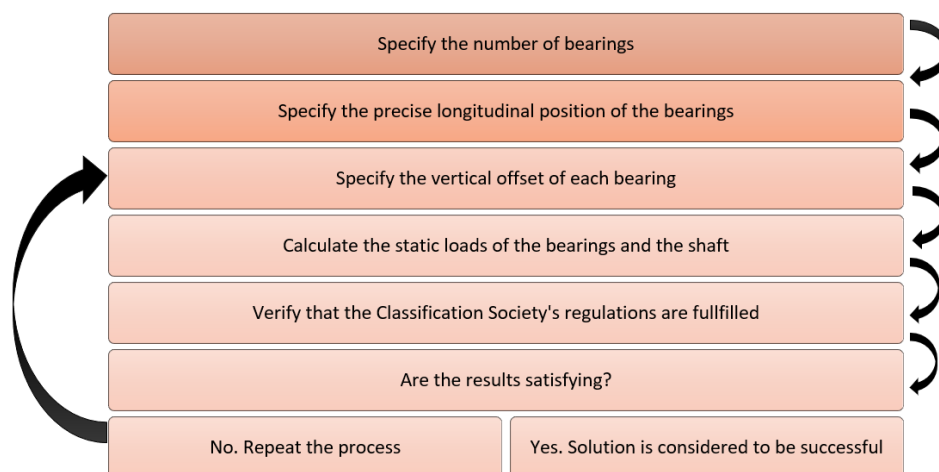 Specify the number of bearings
Specify the precise longitudinal position of the bearings
Specify the vertical offset of each bearing
Calculate the static loads of the bearings and the shaft
Verify that the Classification Society's regulations are fullfilled
Are the results satisfying?
No. Repeat the process
Yes. Solution is considered to be successful